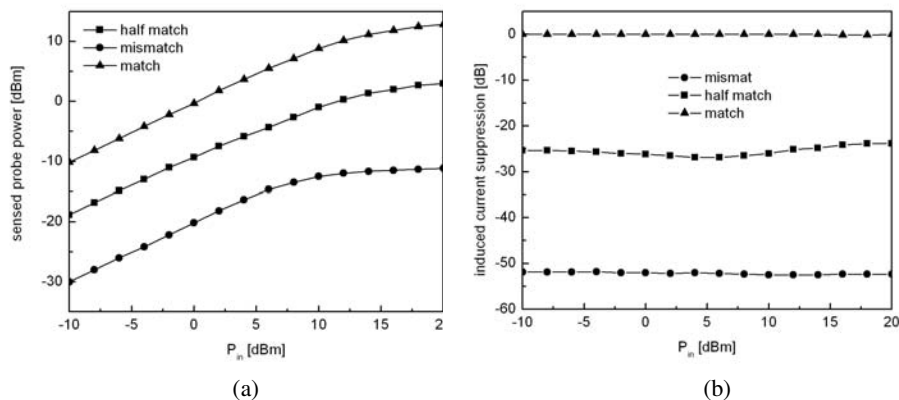 half match
mismatch
match
sensed probe power [dBm]
10
0
-10
-20
-30
-10
-5
0
5
10
15
20
P_in [dBm]
(a)
mismat
half match
match
induced current suppression [dB]
0
-10
-20
-30
-40
-50
-60
-10
-5
0
5
10
15
20
P_in [dBm]
(b)